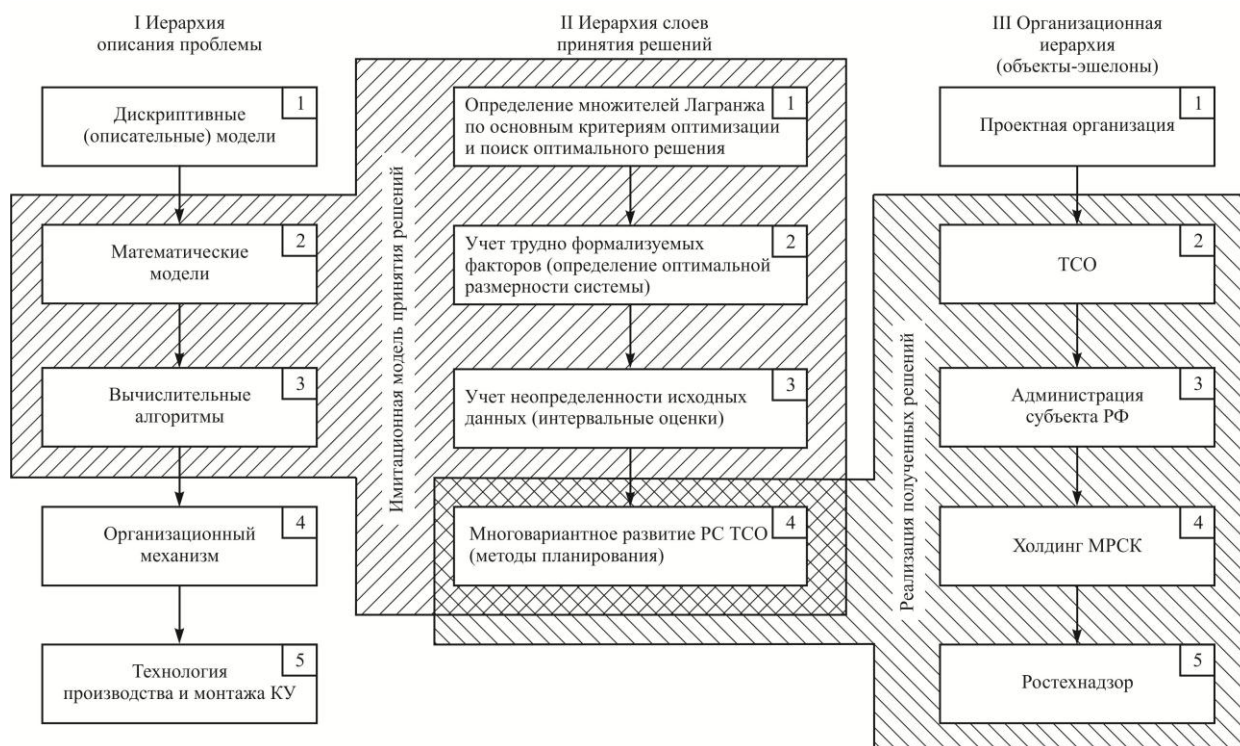 I Иерархия
описания проблемы
1
Дискриптивные
(описательные) модели
2
Математические
модели
3
Вычислительные
алгоритмы
4
Организационный
механизм
5
Технология
производства и монтажа КУ
Имитационная модель принятия решений
II Иерархия слоев
принятия решений
1
Определение множителей Лагранжа
по основным критериям оптимизации
и поиск оптимального решения
2
Учет трудно формализуемых
факторов (определение оптимальной
размерности системы)
3
Учет неопределенности исходных
данных (интервальные оценки)
4
Многовариантное развитие РС ТСО
(методы планирования)
Реализация полученных решений
III Организационная
иерархия
(объекты-эшелоны)
1
Проектная организация
2
ТСО
3
Администрация
субъекта РФ
4
Холдинг МРСК
5
Ростехнадзор